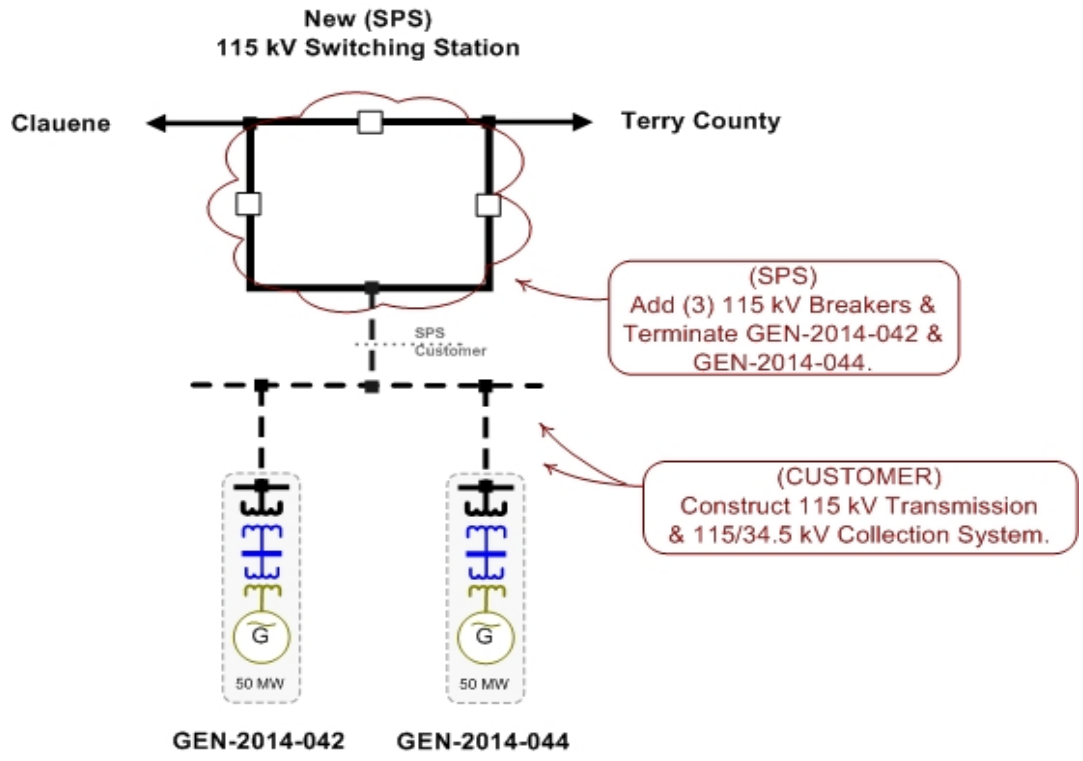 New (SPS)
115 kV Switching Station
Clauene
Terry County
(SPS)
Add (3) 115 kV Breakers &
Terminate GEN-2014-042 &
GEN-2014-044.
SPS
Customer
(CUSTOMER)
Construct 115 kV Transmission
& 115/34.5 kV Collection System.
G
G
50 MW
50 MW
GEN-2014-042
GEN-2014-044